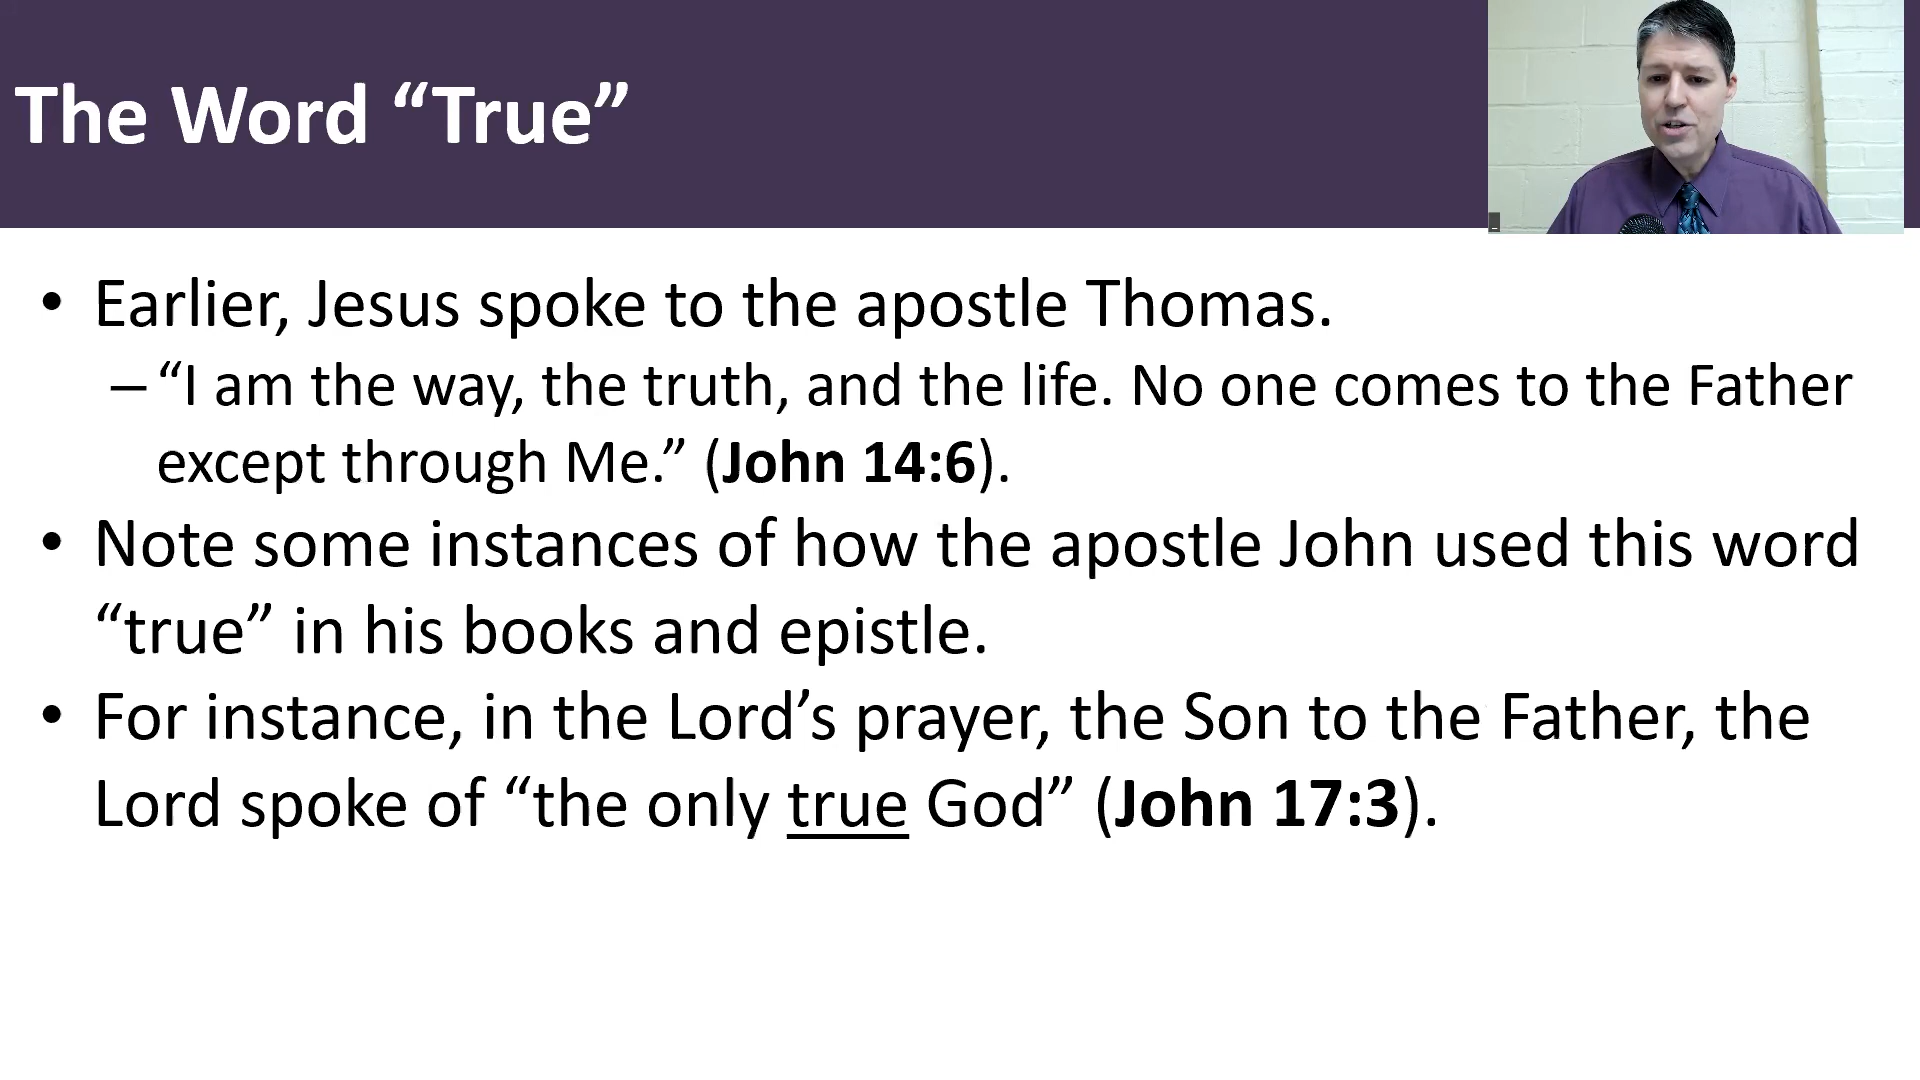 The Word “True”
• Earlier, Jesus spoke to the apostle Thomas.
– “I am the way, the truth, and the life. No one comes to the Father
except through Me.” (John 14:6).
• Note some instances of how the apostle John used this word
“true” in his books and epistle.
• For instance, in the Lord’s prayer, the Son to the Father, the
Lord spoke of “the only true God” (John 17:3).